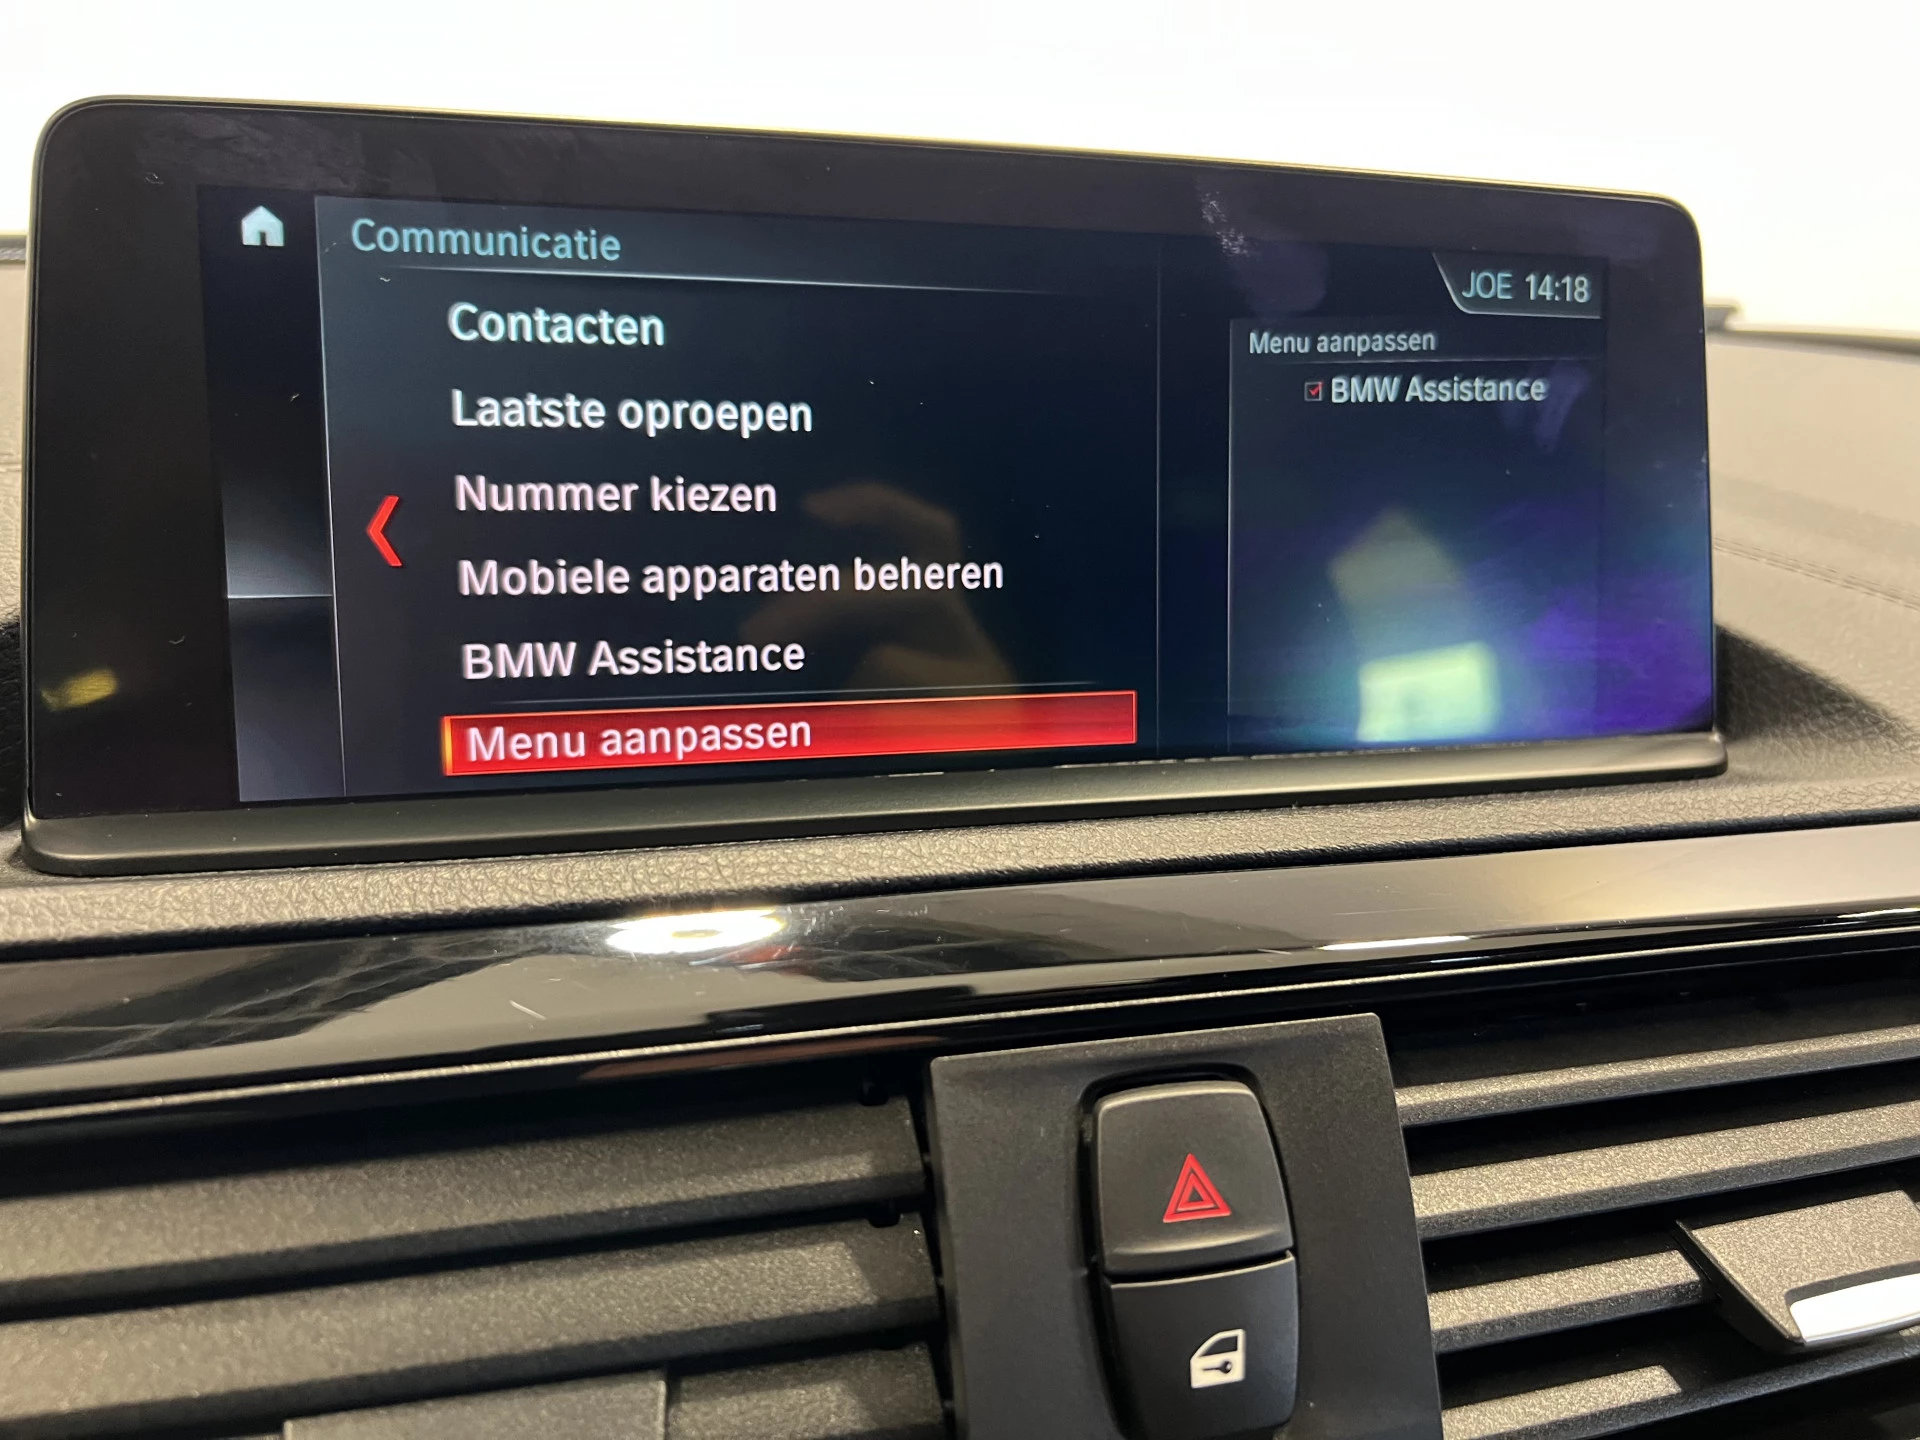 Communicatie
JOE 14:18
Contacten
Laatste oproepen
Nummer kiezen
Mobiele apparaten beheren
BMW Assistance
Menu aanpassen
Menu aanpassen
BMW Assistance